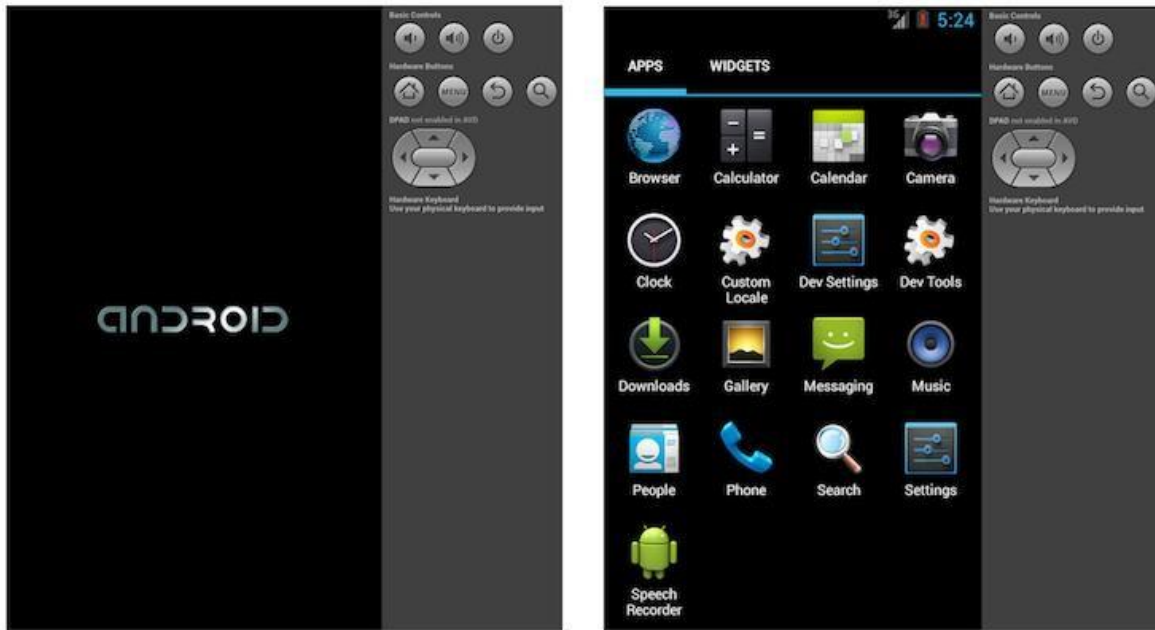 Basic Controls
Hardware Buttons
MENU
DPAD not enabled in AVD
Hardware Keyboard
Use your physical keyboard to provide input
ANDROID
3G 5:24
APPS WIDGETS
Browser Calculator Calendar Camera
Clock Custom Locale Dev Settings Dev Tools
Downloads Gallery Messaging Music
People Phone Search Settings
Speech
Recorder
Basic Controls
Hardware Buttons
MENU
DPAD not enabled in AVD
Hardware Keyboard
Use your physical keyboard to provide input